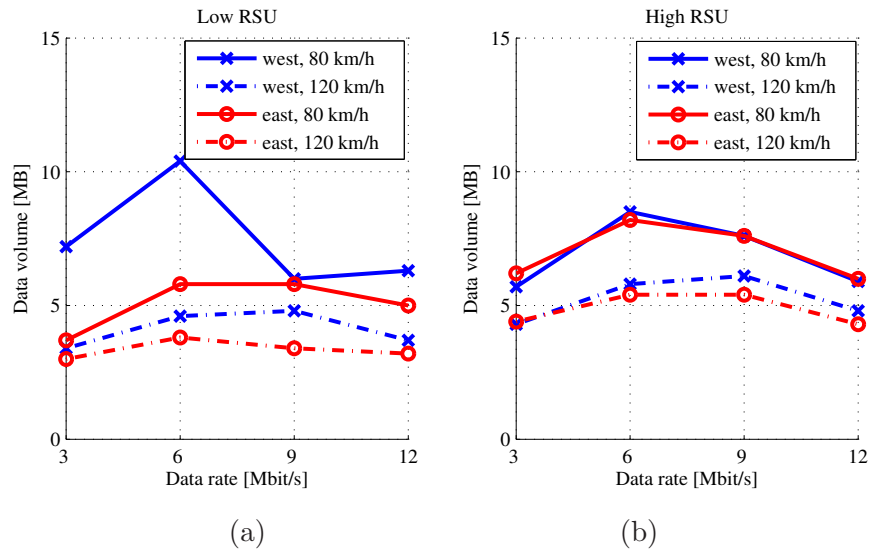 Low RSU
15
10
5
0
3
6
9
12
Data volume [MB]
Data rate [Mbit/s]
west, 80 km/h
west, 120 km/h
east, 80 km/h
east, 120 km/h
(a)
High RSU
15
10
5
0
3
6
9
12
Data volume [MB]
Data rate [Mbit/s]
west, 80 km/h
west, 120 km/h
east, 80 km/h
east, 120 km/h
(b)